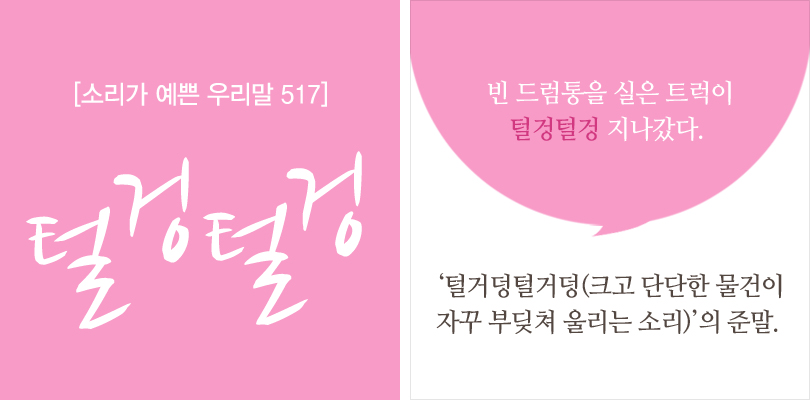 [소리가 예쁜 우리말 517]
털겅털겅
빈 드럼통을 실은 트럭이
털겅털겅 지나갔다.
‘털거덩털거덩(크고 단단한 물건이
자꾸 부딪쳐 울리는 소리)’의 준말.